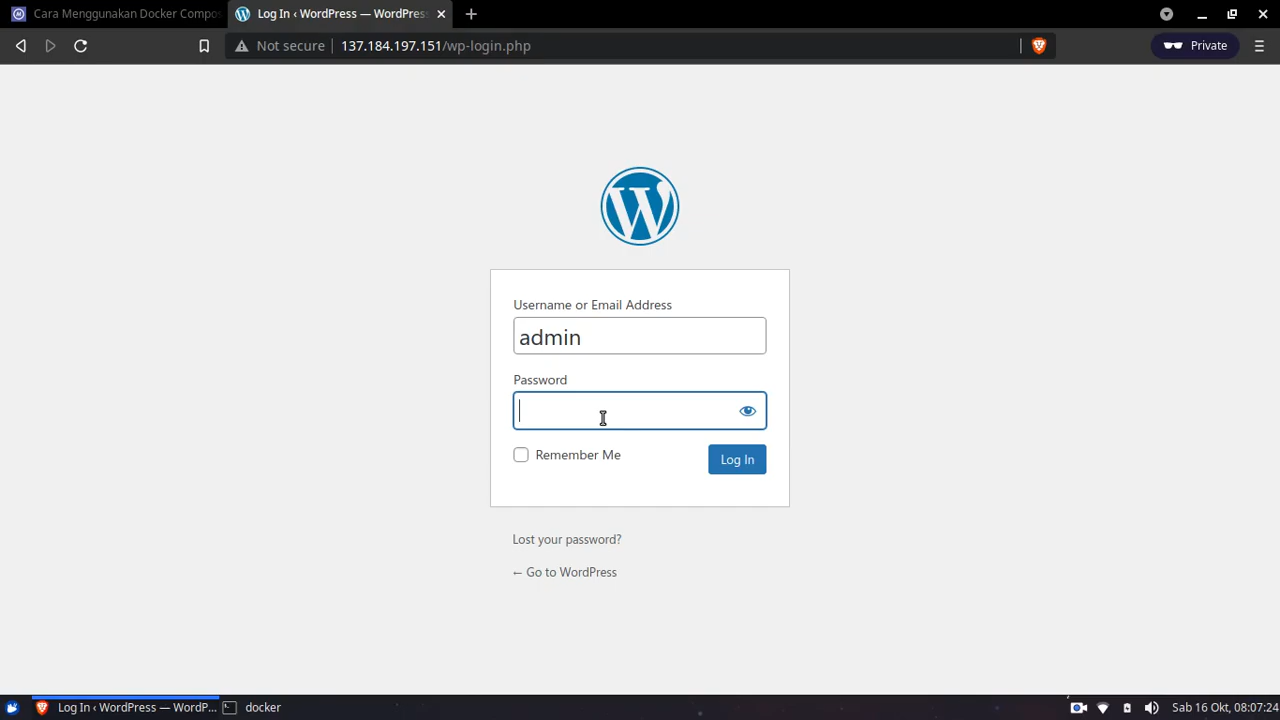 Cara Menggunakan Docker Compo
Log In ‹ WordPress — WordPress
Not secure
137.184.197.151/wp-login.php
Private
Username or Email Address
admin
Password
Remember Me
Log In
Lost your password?
← Go to WordPress
Log In ‹ WordPress — WordP...
docker
Sab 16 Okt, 08:07:24